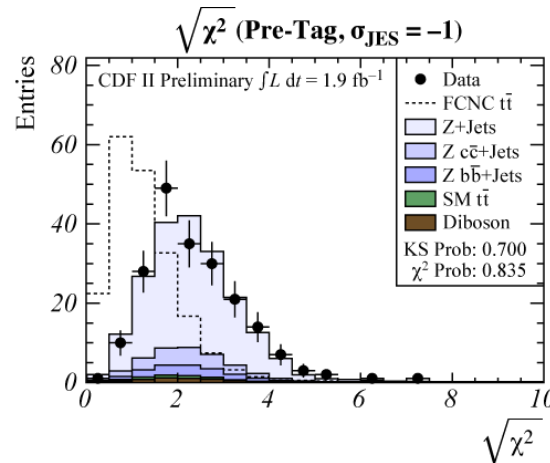 √χ² (Pre-Tag, σ_JES = −1)
Entries
80
60
40
20
0
CDF II Preliminary ∫L dt = 1.9 fb⁻¹
Data
FCNC tt̄
Z+Jets
Z cc̄+Jets
Z bb̄+Jets
SM tt̄
Diboson
KS Prob: 0.700
χ² Prob: 0.835
0 2 4 6 8 10
√χ²